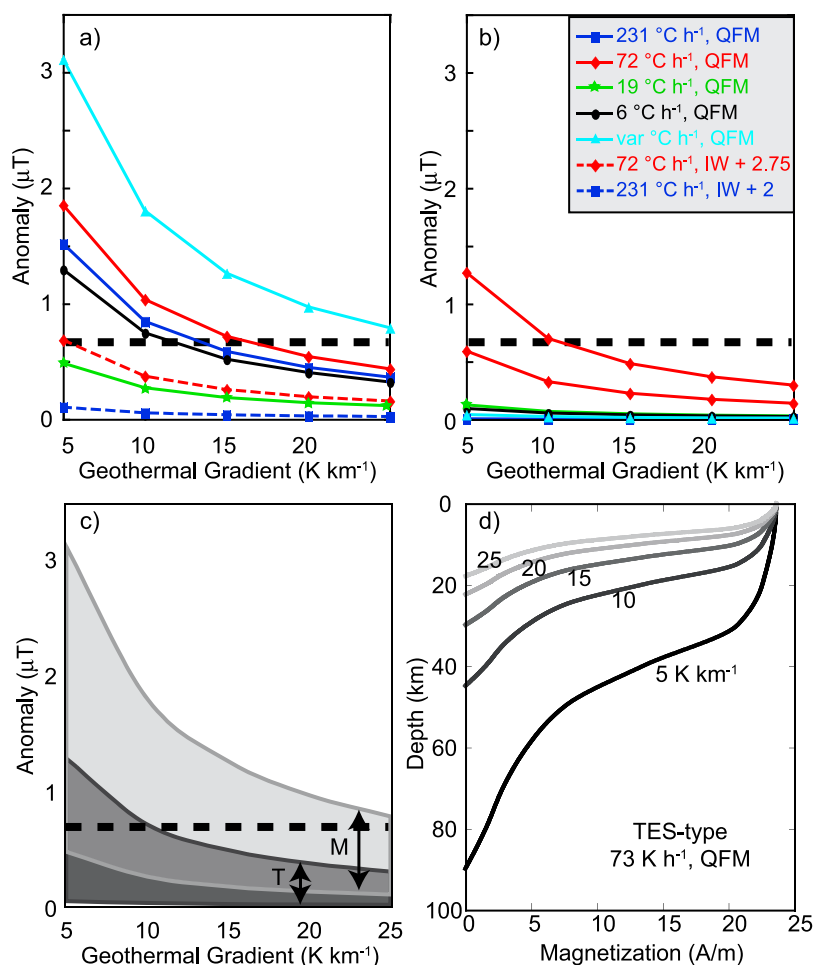 a)
3
2
1
0
Anomaly (μT)
5 10 15 20
Geothermal Gradient (K km⁻¹)
b)
231 °C h⁻¹, QFM
72 °C h⁻¹, QFM
19 °C h⁻¹, QFM
6 °C h⁻¹, QFM
var °C h⁻¹, QFM
72 °C h⁻¹, IW + 2.75
231 °C h⁻¹, IW + 2
3
2
1
0
Anomaly (μT)
5 10 15 20
Geothermal Gradient (K km⁻¹)
c)
3
2
1
0
Anomaly (μT)
M
T
5 10 15 20 25
Geothermal Gradient (K km⁻¹)
d)
0
20
40
60
80
100
Depth (km)
25
20
15
10
5 K km⁻¹
TES-type
73 K h⁻¹, QFM
0 5 10 15 20 25
Magnetization (A/m)